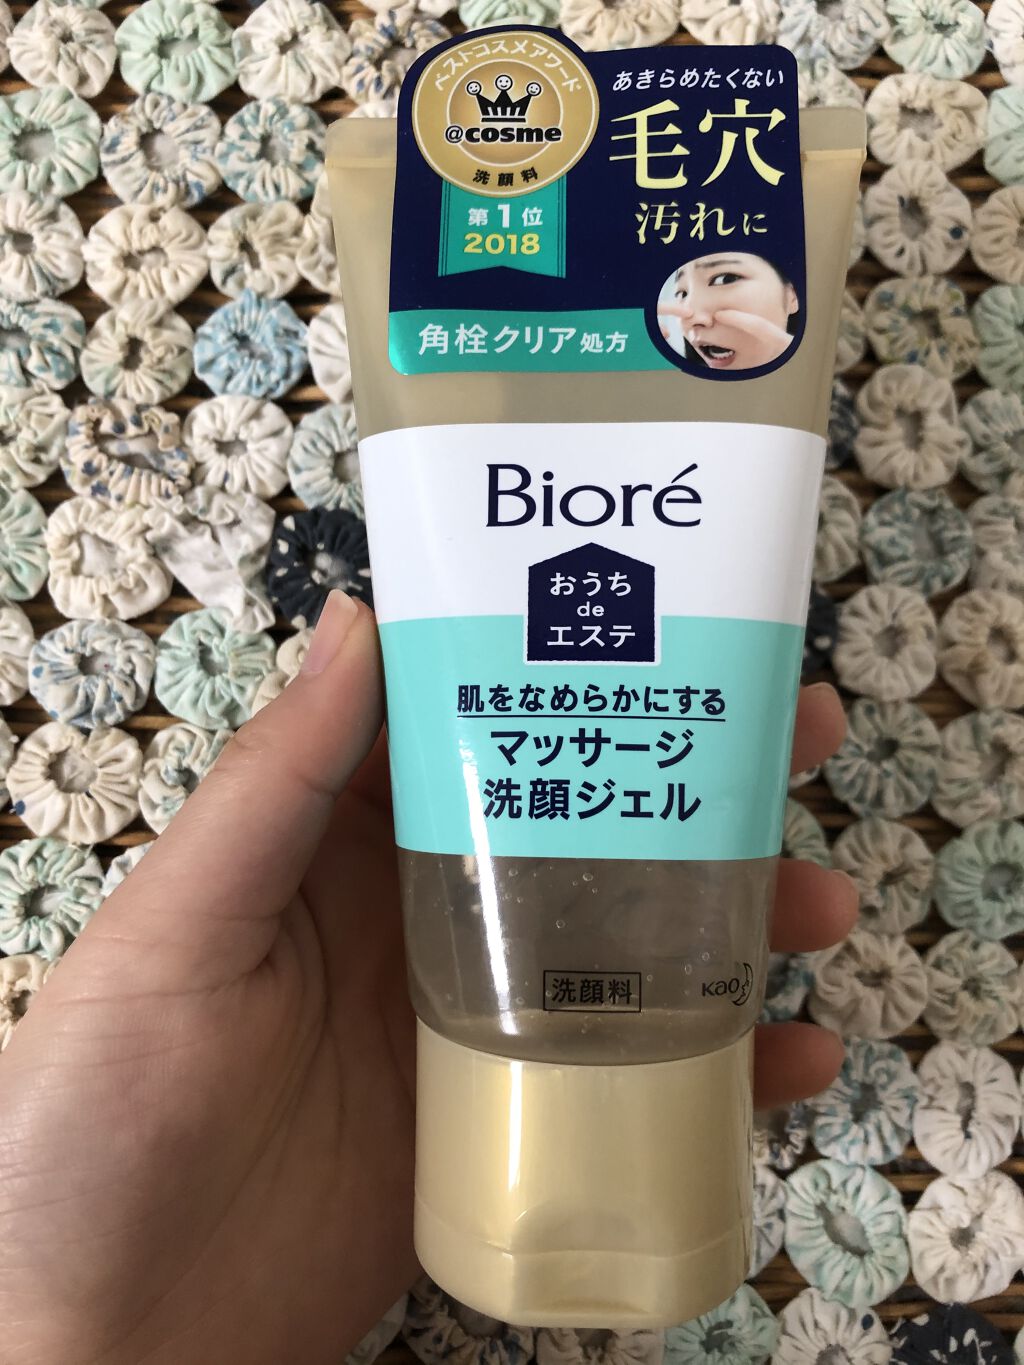 ベストコスメアワード
@cosme
洗顔料
第1位
2018
あきらめたくない
毛穴
汚れに
角栓クリア処方
Bioré
おうち
de
エステ
肌をなめらかにする
マッサージ
洗顔ジェル
洗顔料
Kao